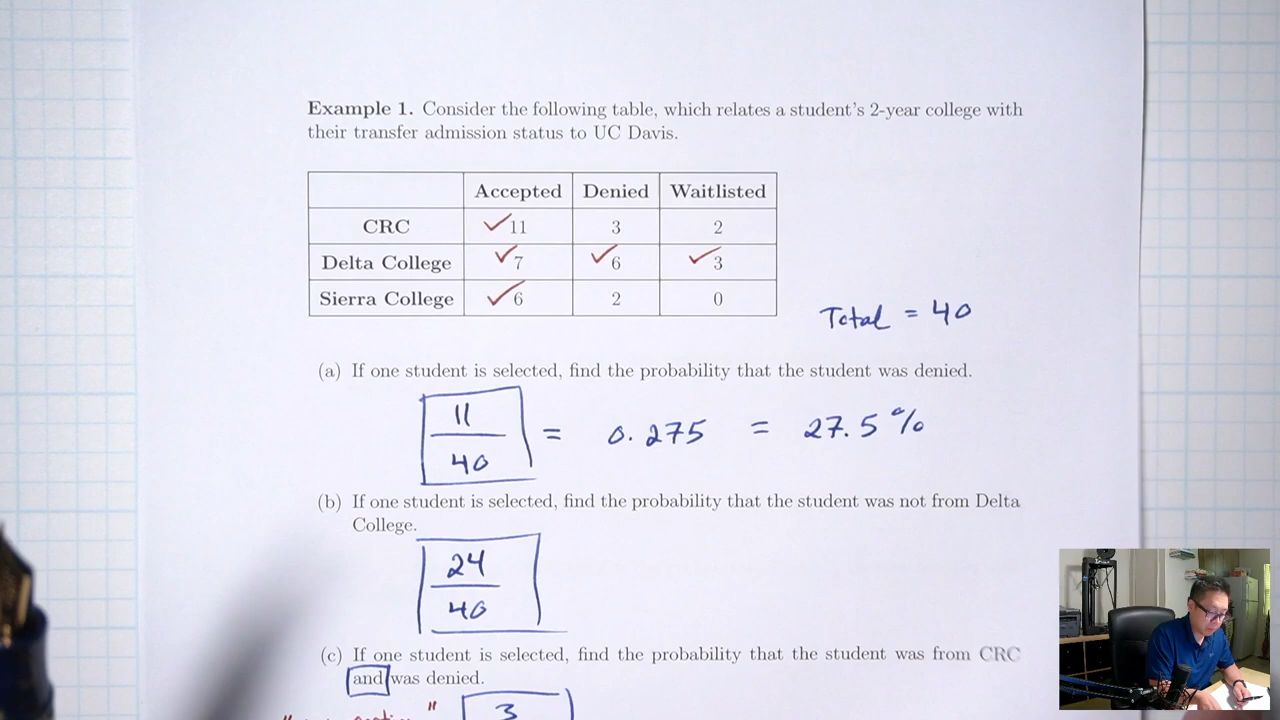 Example 1. Consider the following table, which relates a student's 2-year college with
their transfer admission status to UC Davis.
Accepted Denied Waitlisted
CRC ✓11 3 2
Delta College ✓7 ✓6 ✓3
Sierra College ✓6 2 0
Total = 40
(a) If one student is selected, find the probability that the student was denied.
11/40 = 0.275 = 27.5%
(b) If one student is selected, find the probability that the student was not from Delta
College.
24/40
(c) If one student is selected, find the probability that the student was from CRC
and was denied.
3